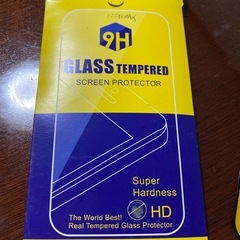 9H
GLASS TEMPERED
SCREEN PROTECTOR
Super
Hardness
HD
The World Best!
Real Tempered Glass Protector